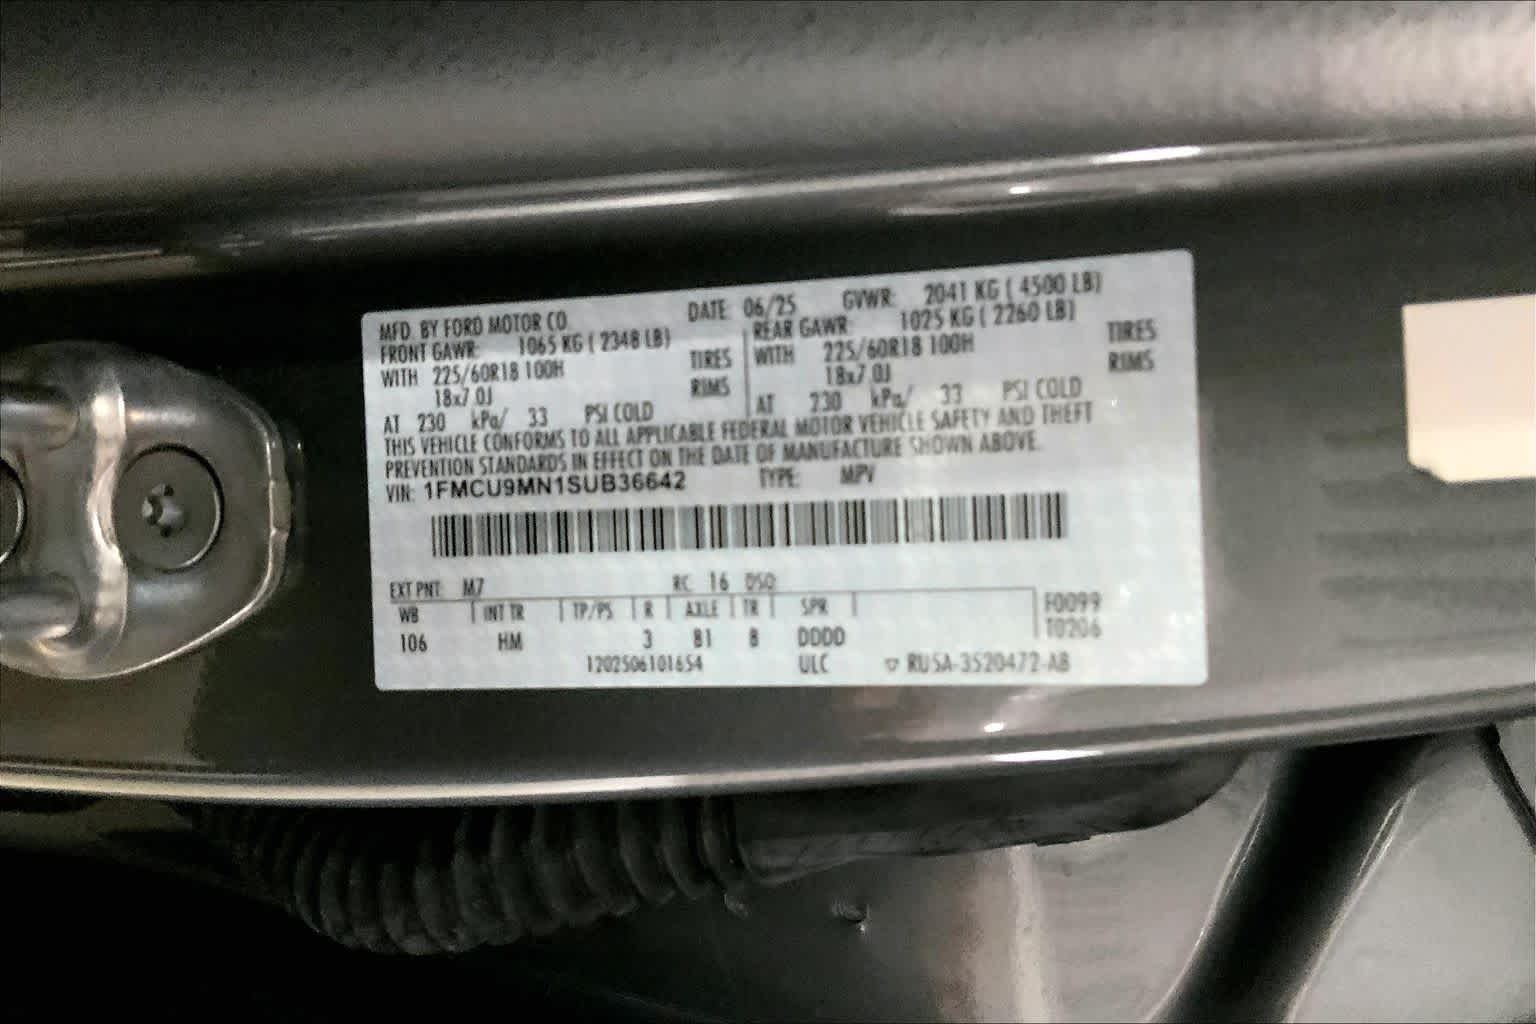 MFD. BY FORD MOTOR CO. DATE: 06/25 GVWR: 2041 KG ( 4500 LB)
FRONT GAWR: 1065 KG ( 2348 LB) REAR GAWR: 1025 KG ( 2260 LB)
WITH 225/60R18 100H TIRES WITH 225/60R18 100H TIRES
18x7.0J RIMS 18x7.0J RIMS
AT 230 kPa/ 33 PSI COLD AT 230 kPa/ 33 PSI COLD
THIS VEHICLE CONFORMS TO ALL APPLICABLE FEDERAL MOTOR VEHICLE SAFETY AND THEFT
PREVENTION STANDARDS IN EFFECT ON THE DATE OF MANUFACTURE SHOWN ABOVE.
VIN: 1FMCU9MN1SUB36642 TYPE: MPV
EXT PNT: M7 RC: 16 DSO:
WB INT TR TP/PS R AXLE TR SPR F0099
106 HM 3 B1 8 DDDD T0206
1202506101654 ULC ▽ RU5A-3520472-AB